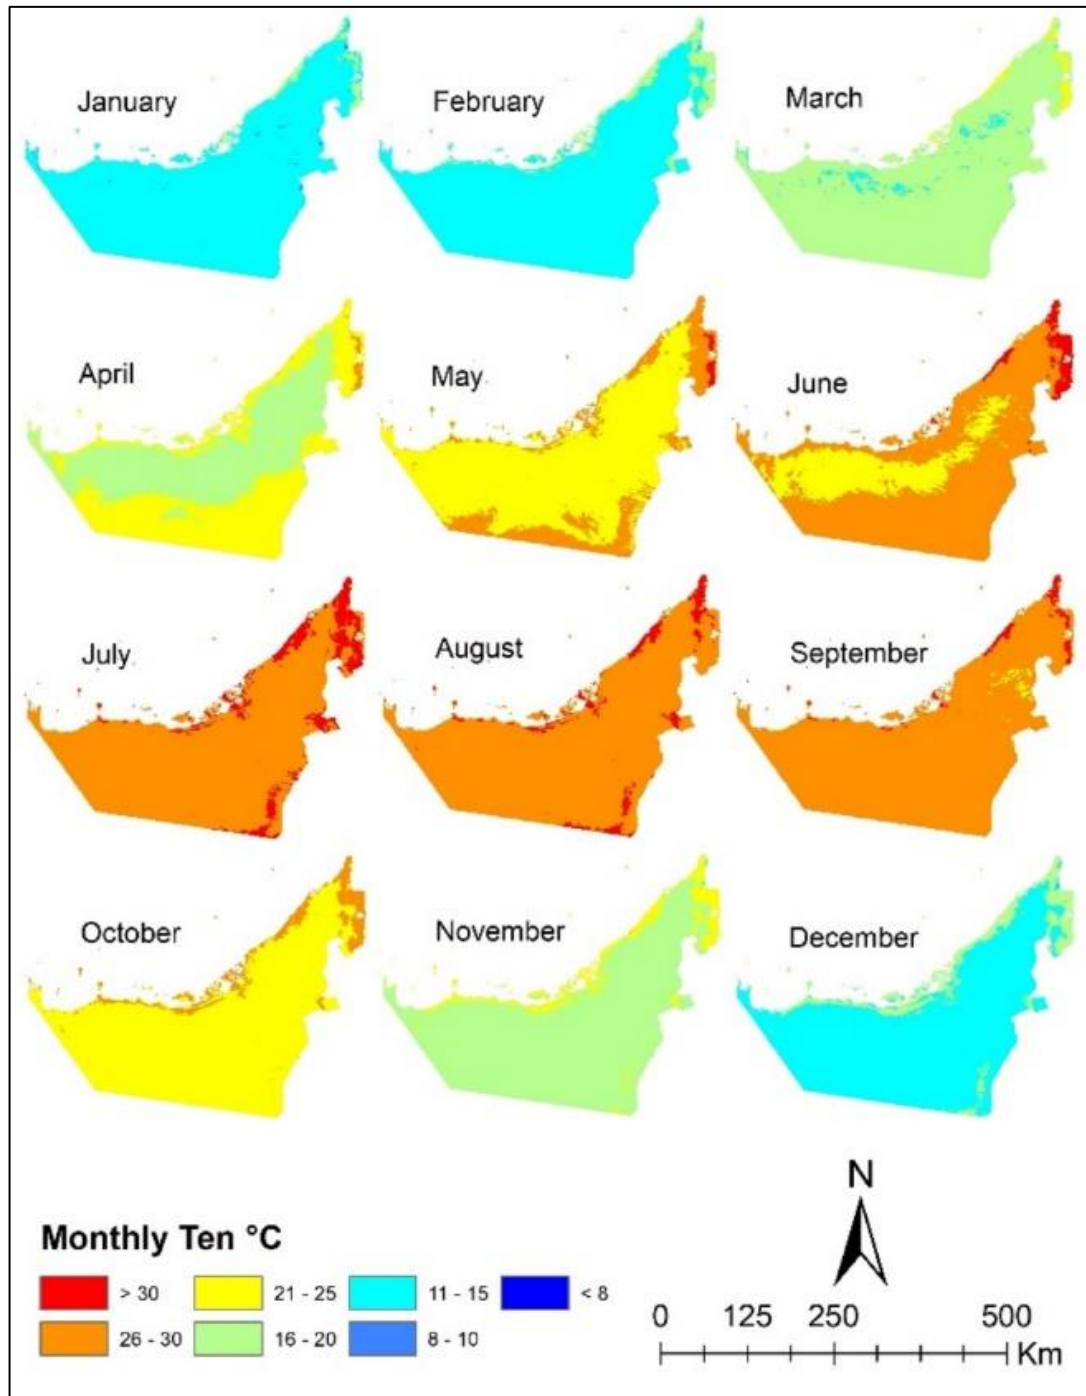 January
February
March
April
May
June
July
August
September
October
November
December
N
Monthly Ten °C
> 30
21 - 25
11 - 15
< 8
26 - 30
16 - 20
8 - 10
0 125 250 500
Km